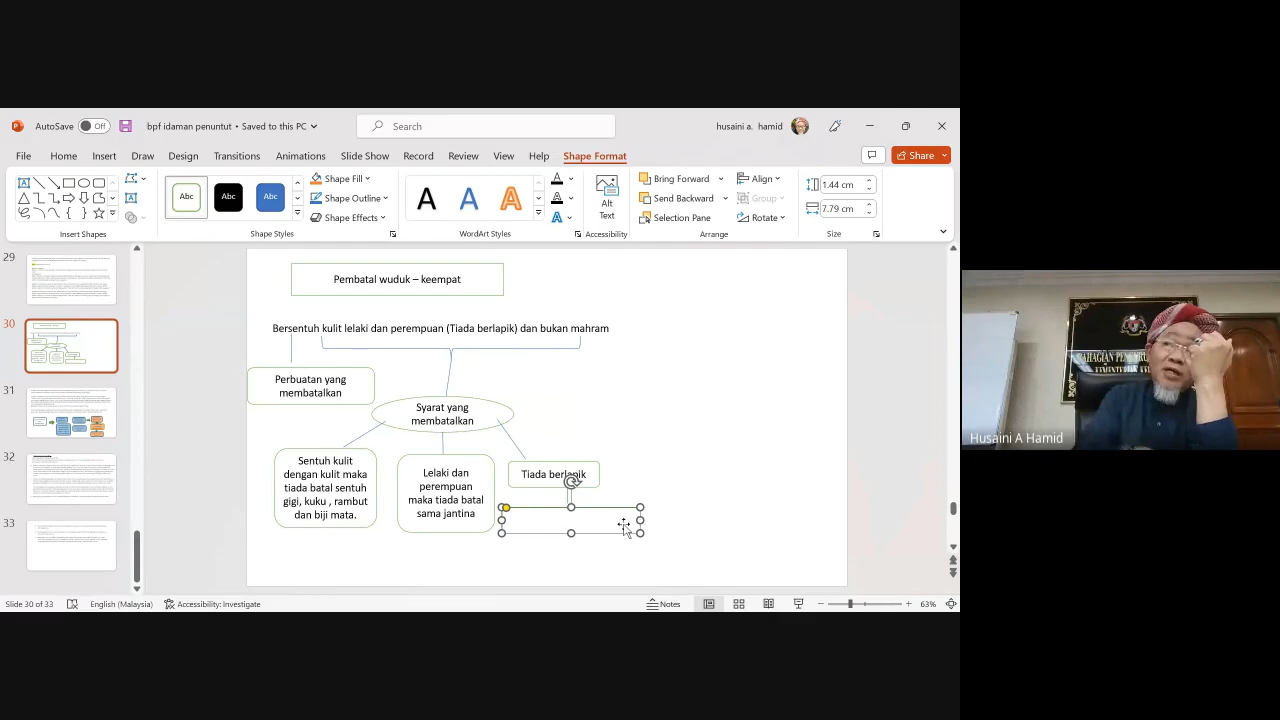 AutoSave Off bpf idaman penuntut • Saved to this PC Search husaini a. hamid
File Home Insert Draw Design Transitions Animations Slide Show Record Review View Help Shape Format Share
Abc Abc Abc
Shape Fill
Shape Outline
Shape Effects
A A A
Alt
Text
Bring Forward
Send Backward
Selection Pane
Align
Group
Rotate
1.44 cm
7.79 cm
Insert Shapes Shape Styles WordArt Styles Accessibility Arrange Size
29
30
31
32
33
Pembatal wuduk – keempat
Bersentuh kulit lelaki dan perempuan (Tiada berlapik) dan bukan mahram
Perbuatan yang
membatalkan
Syarat yang
membatalkan
Sentuh kulit
dengan kulit maka
tiada batal sentuh
gigi, kuku , rambut
dan biji mata.
Lelaki dan
perempuan
maka tiada batal
sama jantina
Tiada berlapik
Slide 30 of 33 English (Malaysia) Accessibility: Investigate Notes 63%
Husaini A Hamid